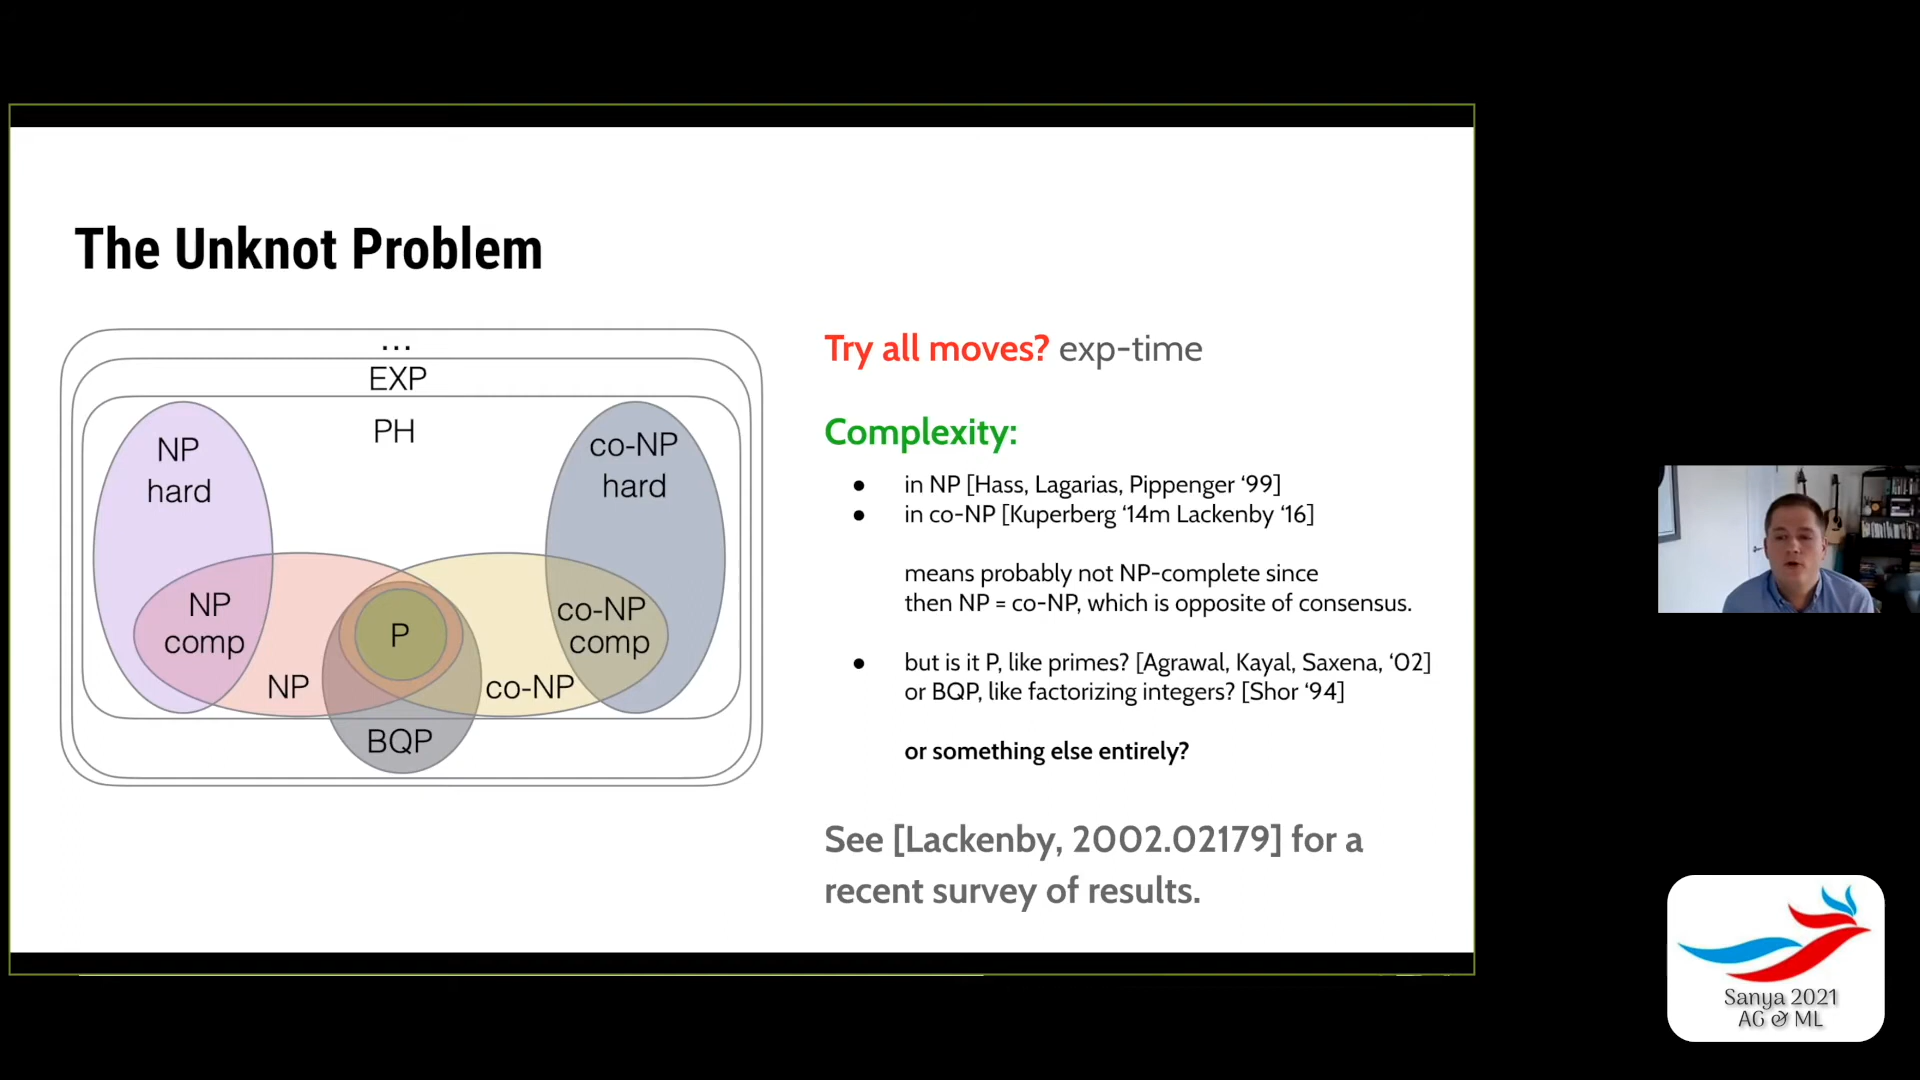 The Unknot Problem
...
EXP
PH
NP
hard
co-NP
hard
NP
comp
P
co-NP
comp
NP
co-NP
BQP
Try all moves? exp-time
Complexity:
● in NP [Hass, Lagarias, Pippenger ‘99]
● in co-NP [Kuperberg ‘14m Lackenby ‘16]
means probably not NP-complete since
then NP = co-NP, which is opposite of consensus.
● but is it P, like primes? [Agrawal, Kayal, Saxena, ‘02]
or BQP, like factorizing integers? [Shor ‘94]
or something else entirely?
See [Lackenby, 2002.02179] for a
recent survey of results.
Sanya 2021
AG & ML